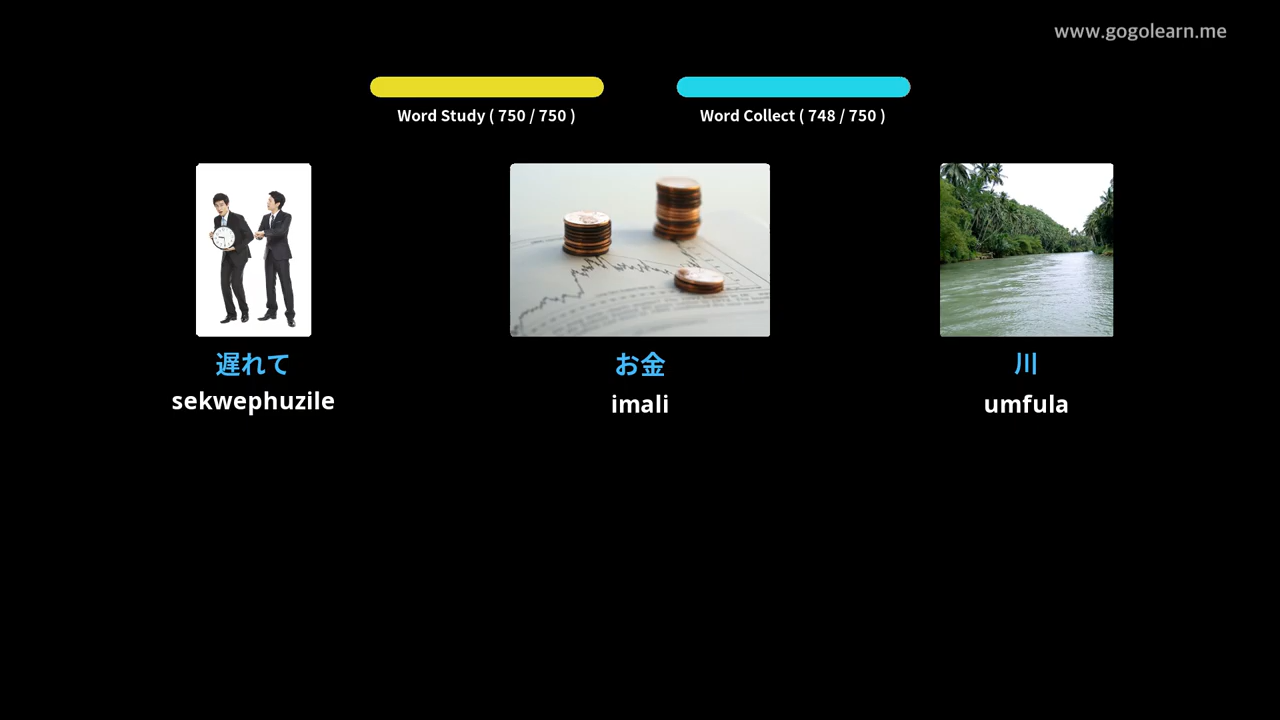 www.gogolearn.me
Word Study ( 750 / 750 )
Word Collect ( 748 / 750 )
遅れて
お金
川
sekwephuzile
imali
umfula